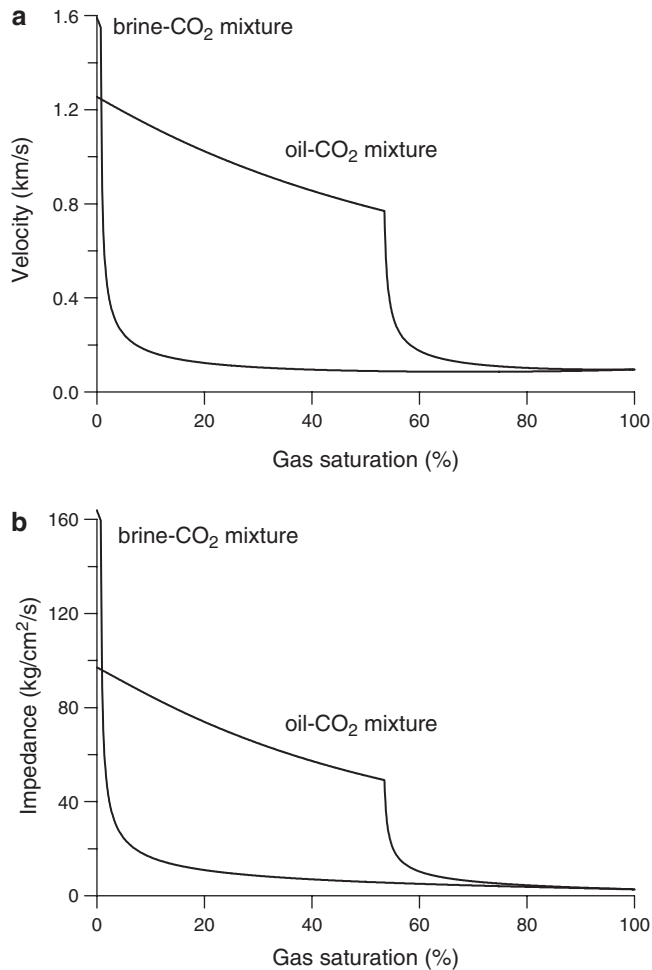 a
1.6
brine-CO₂ mixture
1.2
oil-CO₂ mixture
Velocity (km/s)
0.8
0.4
0.0
0 20 40 60 80 100
Gas saturation (%)
b
160
brine-CO₂ mixture
120
Impedance (kg/cm²/s)
80
oil-CO₂ mixture
40
0
0 20 40 60 80 100
Gas saturation (%)